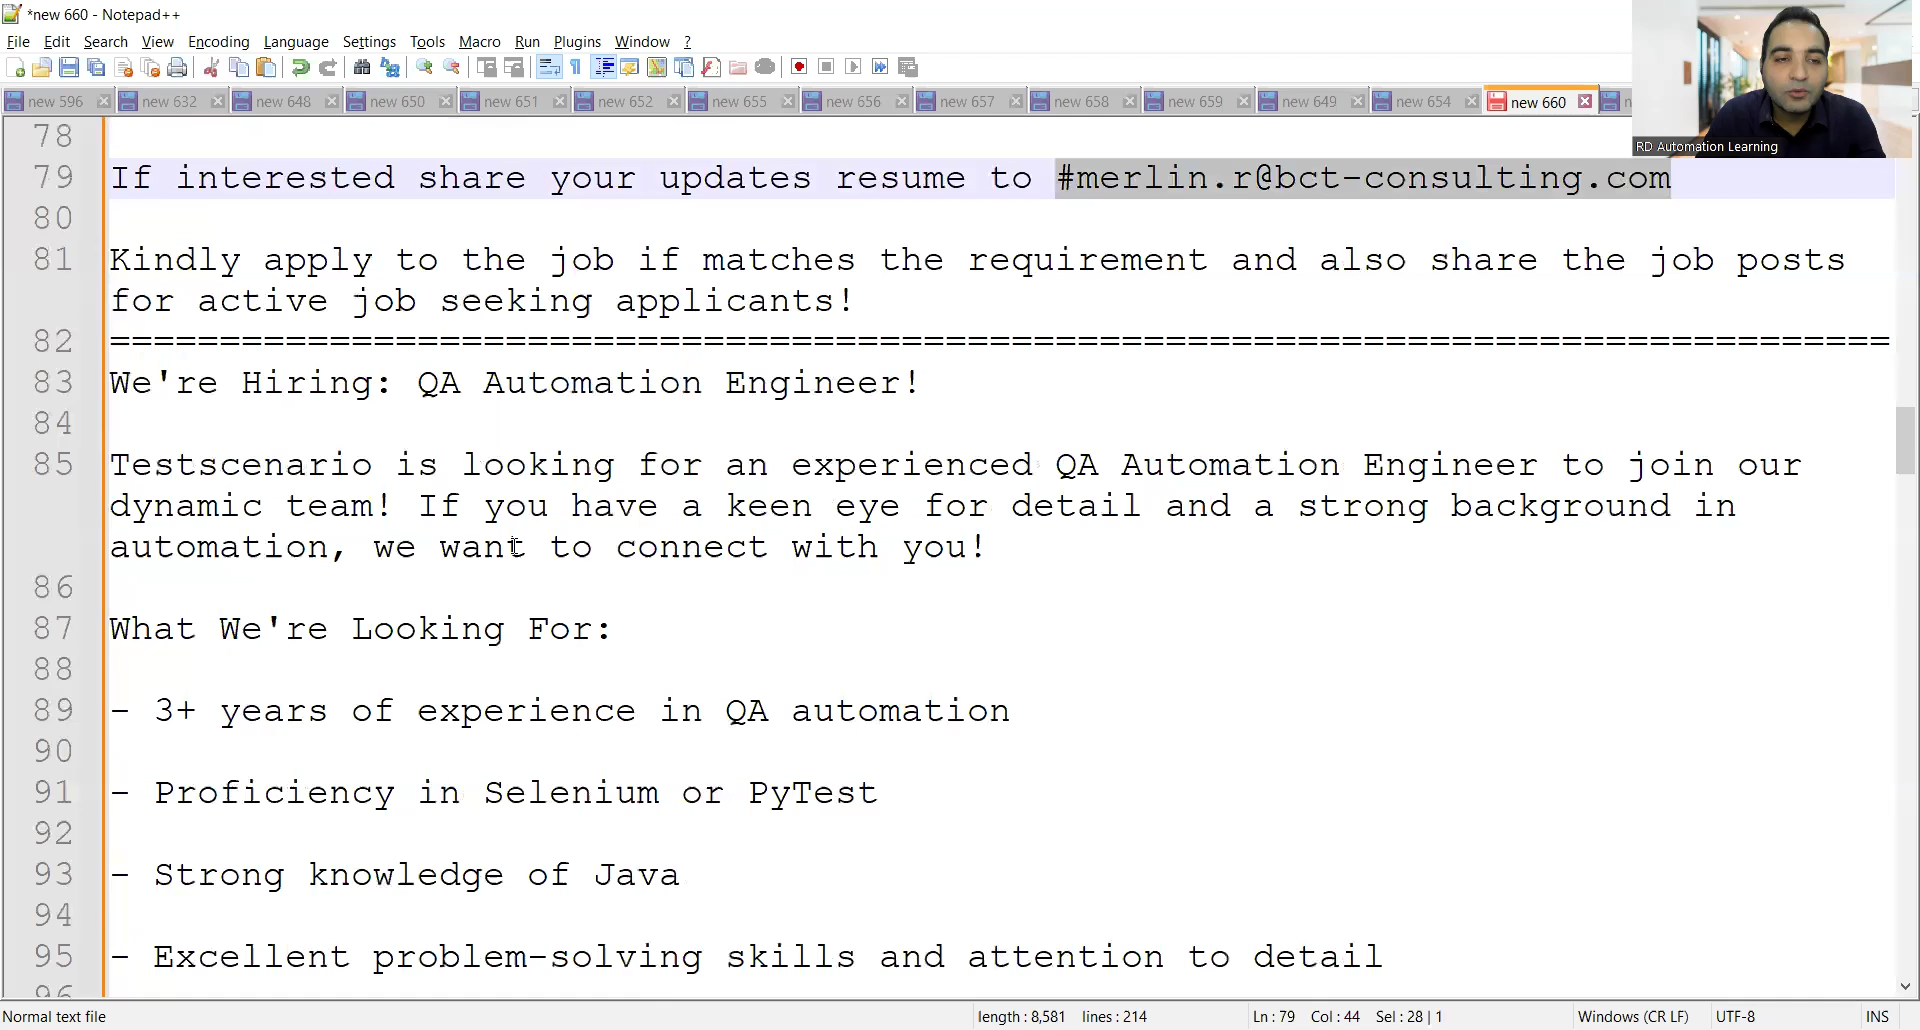 *new 660 - Notepad++
File Edit Search View Encoding Language Settings Tools Macro Run Plugins Window ?
new 596 new 632 new 648 new 650 new 651 new 652 new 655 new 656 new 657 new 658 new 659 new 649 new 654 new 660
RD Automation Learning
78
79 If interested share your updates resume to #merlin.r@bct-consulting.com
80
81 Kindly apply to the job if matches the requirement and also share the job posts
for active job seeking applicants!
82 =================================================================================
83 We're Hiring: QA Automation Engineer!
84
85 Testscenario is looking for an experienced QA Automation Engineer to join our
dynamic team! If you have a keen eye for detail and a strong background in
automation, we want to connect with you!
86
87 What We're Looking For:
88
89 - 3+ years of experience in QA automation
90
91 - Proficiency in Selenium or PyTest
92
93 - Strong knowledge of Java
94
95 - Excellent problem-solving skills and attention to detail
96
Normal text file length : 8,581 lines : 214 Ln : 79 Col : 44 Sel : 28 | 1 Windows (CR LF) UTF-8 INS